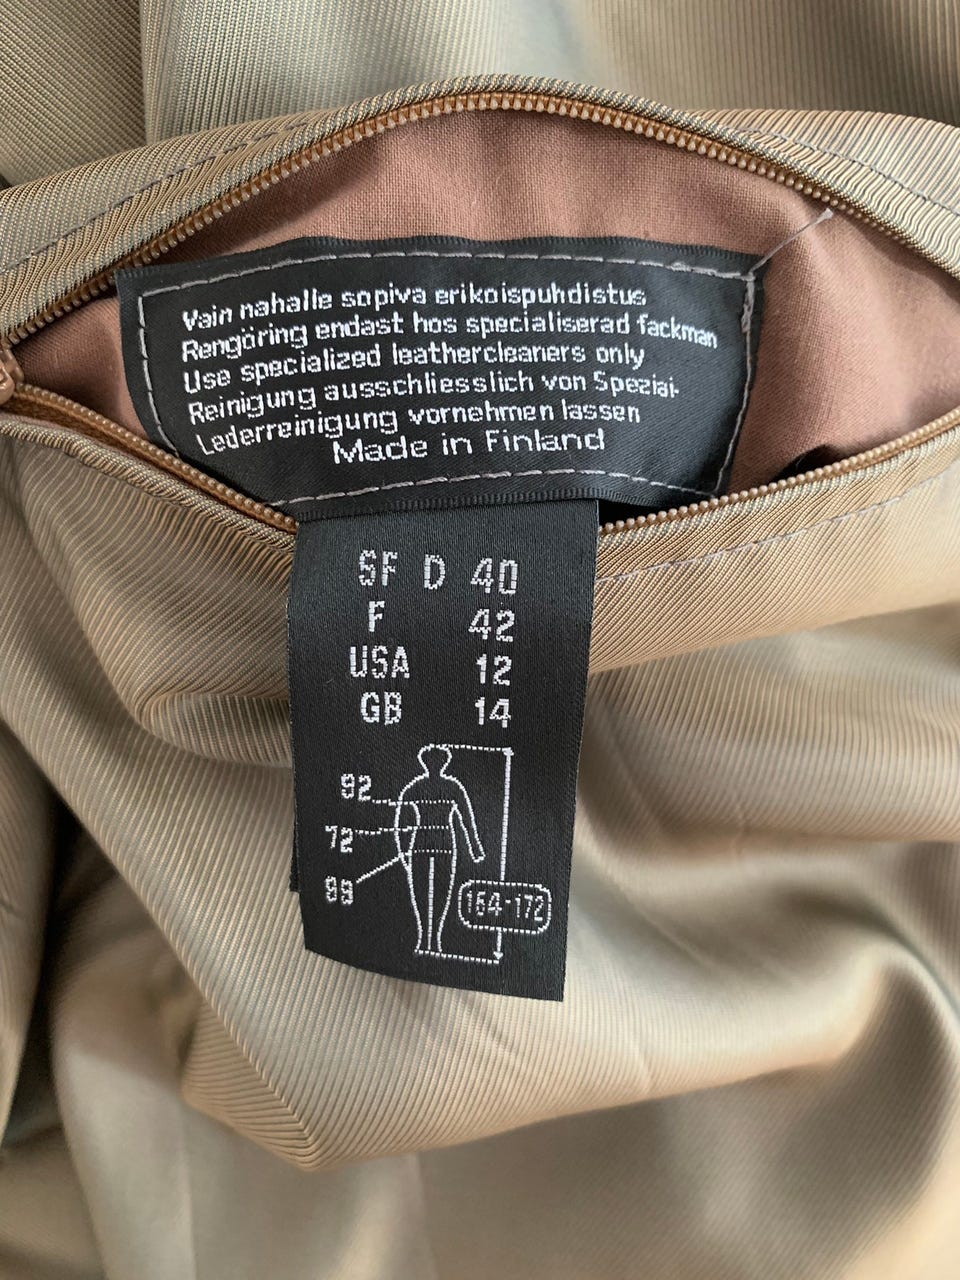 Vain nahalle sopiva erikoispuhdistus
Rengöring endast hos specialiserad fackman
Use specialized leathercleaners only
Reinigung ausschliesslich von Spezial-
Lederreinigung vornehmen lassen
Made in Finland
SF D 40
F 42
USA 12
GB 14
92
72
99
164-172